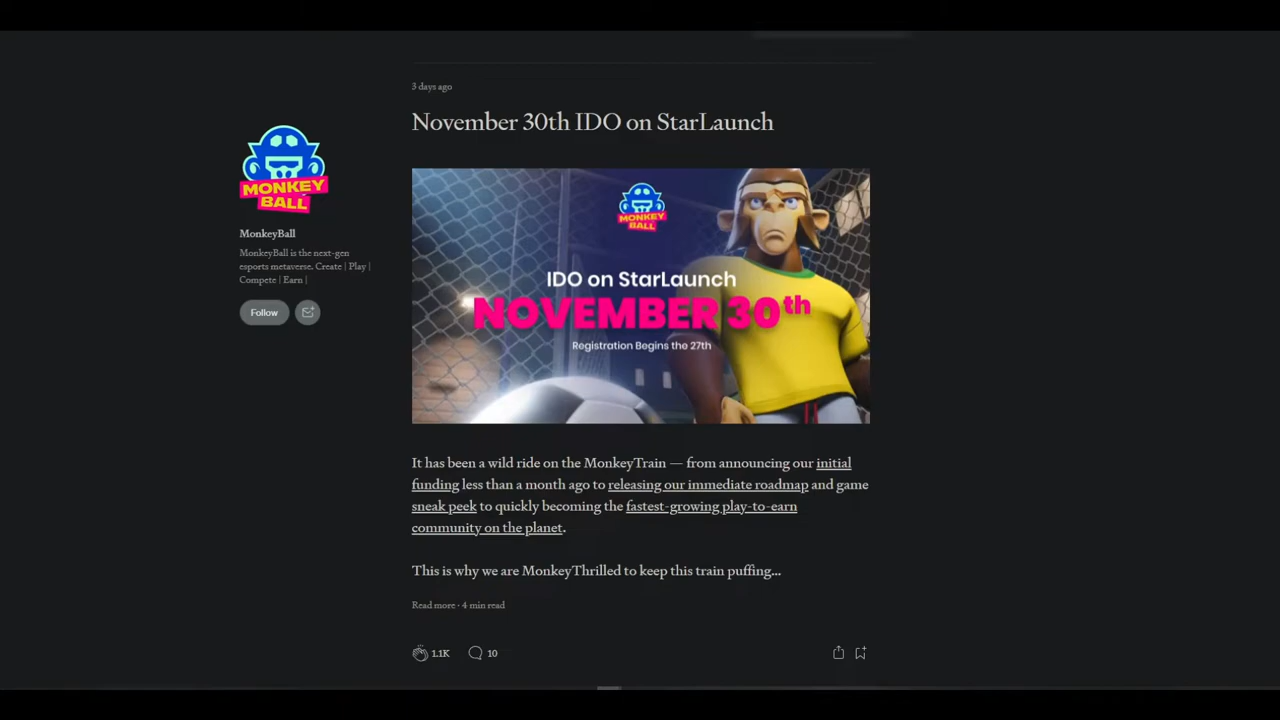 3 days ago
November 30th IDO on StarLaunch
MONKEY
BALL
MonkeyBall
MonkeyBall is the next-gen
esports metaverse. Create | Play |
Compete | Earn |
Follow
MONKEY
BALL
IDO on StarLaunch
NOVEMBER 30th
Registration Begins the 27th
It has been a wild ride on the MonkeyTrain — from announcing our initial
funding less than a month ago to releasing our immediate roadmap and game
sneak peek to quickly becoming the fastest-growing play-to-earn
community on the planet.
This is why we are MonkeyThrilled to keep this train puffing...
Read more · 4 min read
1.1K 10